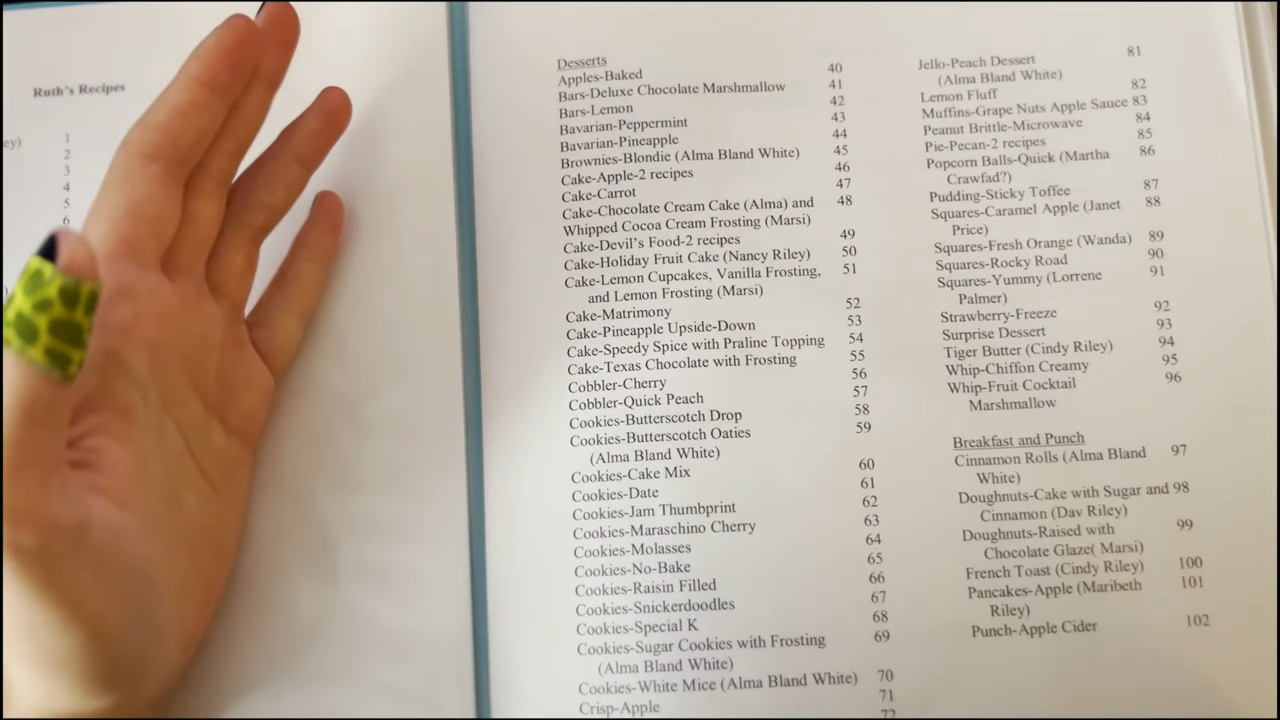 Ruth's Recipes
ey)
1
2
3
4
5
6
Desserts
Apples-Baked 40
Bars-Deluxe Chocolate Marshmallow 41
Bars-Lemon 42
Bavarian-Peppermint 43
Bavarian-Pineapple 44
Brownies-Blondie (Alma Bland White) 45
Cake-Apple-2 recipes 46
Cake-Carrot 47
Cake-Chocolate Cream Cake (Alma) and 48
Whipped Cocoa Cream Frosting (Marsi)
Cake-Devil's Food-2 recipes 49
Cake-Holiday Fruit Cake (Nancy Riley) 50
Cake-Lemon Cupcakes, Vanilla Frosting, 51
and Lemon Frosting (Marsi)
Cake-Matrimony 52
Cake-Pineapple Upside-Down 53
Cake-Speedy Spice with Praline Topping 54
Cake-Texas Chocolate with Frosting 55
Cobbler-Cherry 56
Cobbler-Quick Peach 57
Cookies-Butterscotch Drop 58
Cookies-Butterscotch Oaties 59
(Alma Bland White)
Cookies-Cake Mix 60
Cookies-Date 61
Cookies-Jam Thumbprint 62
Cookies-Maraschino Cherry 63
Cookies-Molasses 64
Cookies-No-Bake 65
Cookies-Raisin Filled 66
Cookies-Snickerdoodles 67
Cookies-Special K 68
Cookies-Sugar Cookies with Frosting 69
(Alma Bland White)
Cookies-White Mice (Alma Bland White) 70
Crisp-Apple 71
72
Jello-Peach Dessert 81
(Alma Bland White)
Lemon Fluff 82
Muffins-Grape Nuts Apple Sauce 83
Peanut Brittle-Microwave 84
Pie-Pecan-2 recipes 85
Popcorn Balls-Quick (Martha 86
Crawfad?)
Pudding-Sticky Toffee 87
Squares-Caramel Apple (Janet 88
Price)
Squares-Fresh Orange (Wanda) 89
Squares-Rocky Road 90
Squares-Yummy (Lorrene 91
Palmer)
Strawberry-Freeze 92
Surprise Dessert 93
Tiger Butter (Cindy Riley) 94
Whip-Chiffon Creamy 95
Whip-Fruit Cocktail 96
Marshmallow
Breakfast and Punch
Cinnamon Rolls (Alma Bland 97
White)
Doughnuts-Cake with Sugar and 98
Cinnamon (Dav Riley)
Doughnuts-Raised with 99
Chocolate Glaze( Marsi)
French Toast (Cindy Riley) 100
Pancakes-Apple (Maribeth 101
Riley)
Punch-Apple Cider 102